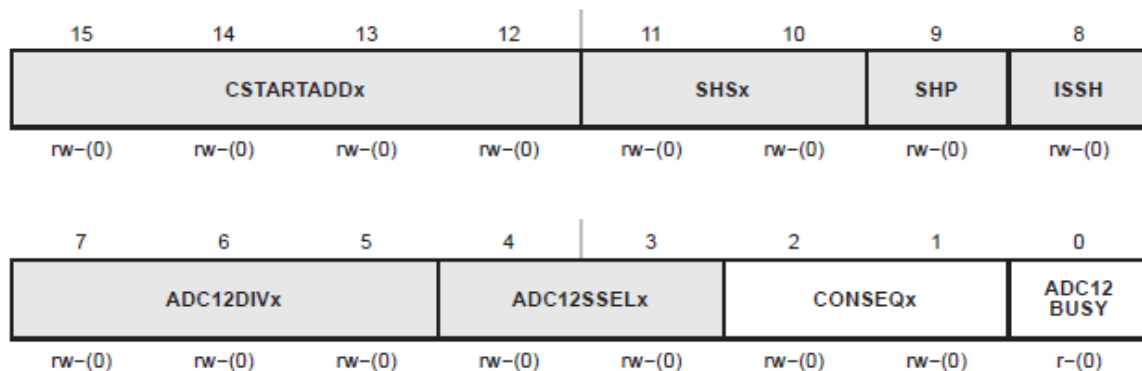 15 14 13 12 11 10 9 8
CSTARTADDx SHSx SHP ISSH
rw−(0) rw−(0) rw−(0) rw−(0) rw−(0) rw−(0) rw−(0) rw−(0)
7 6 5 4 3 2 1 0
ADC12DIVx ADC12SSELx CONSEQx ADC12
BUSY
rw−(0) rw−(0) rw−(0) rw−(0) rw−(0) rw−(0) rw−(0) r−(0)